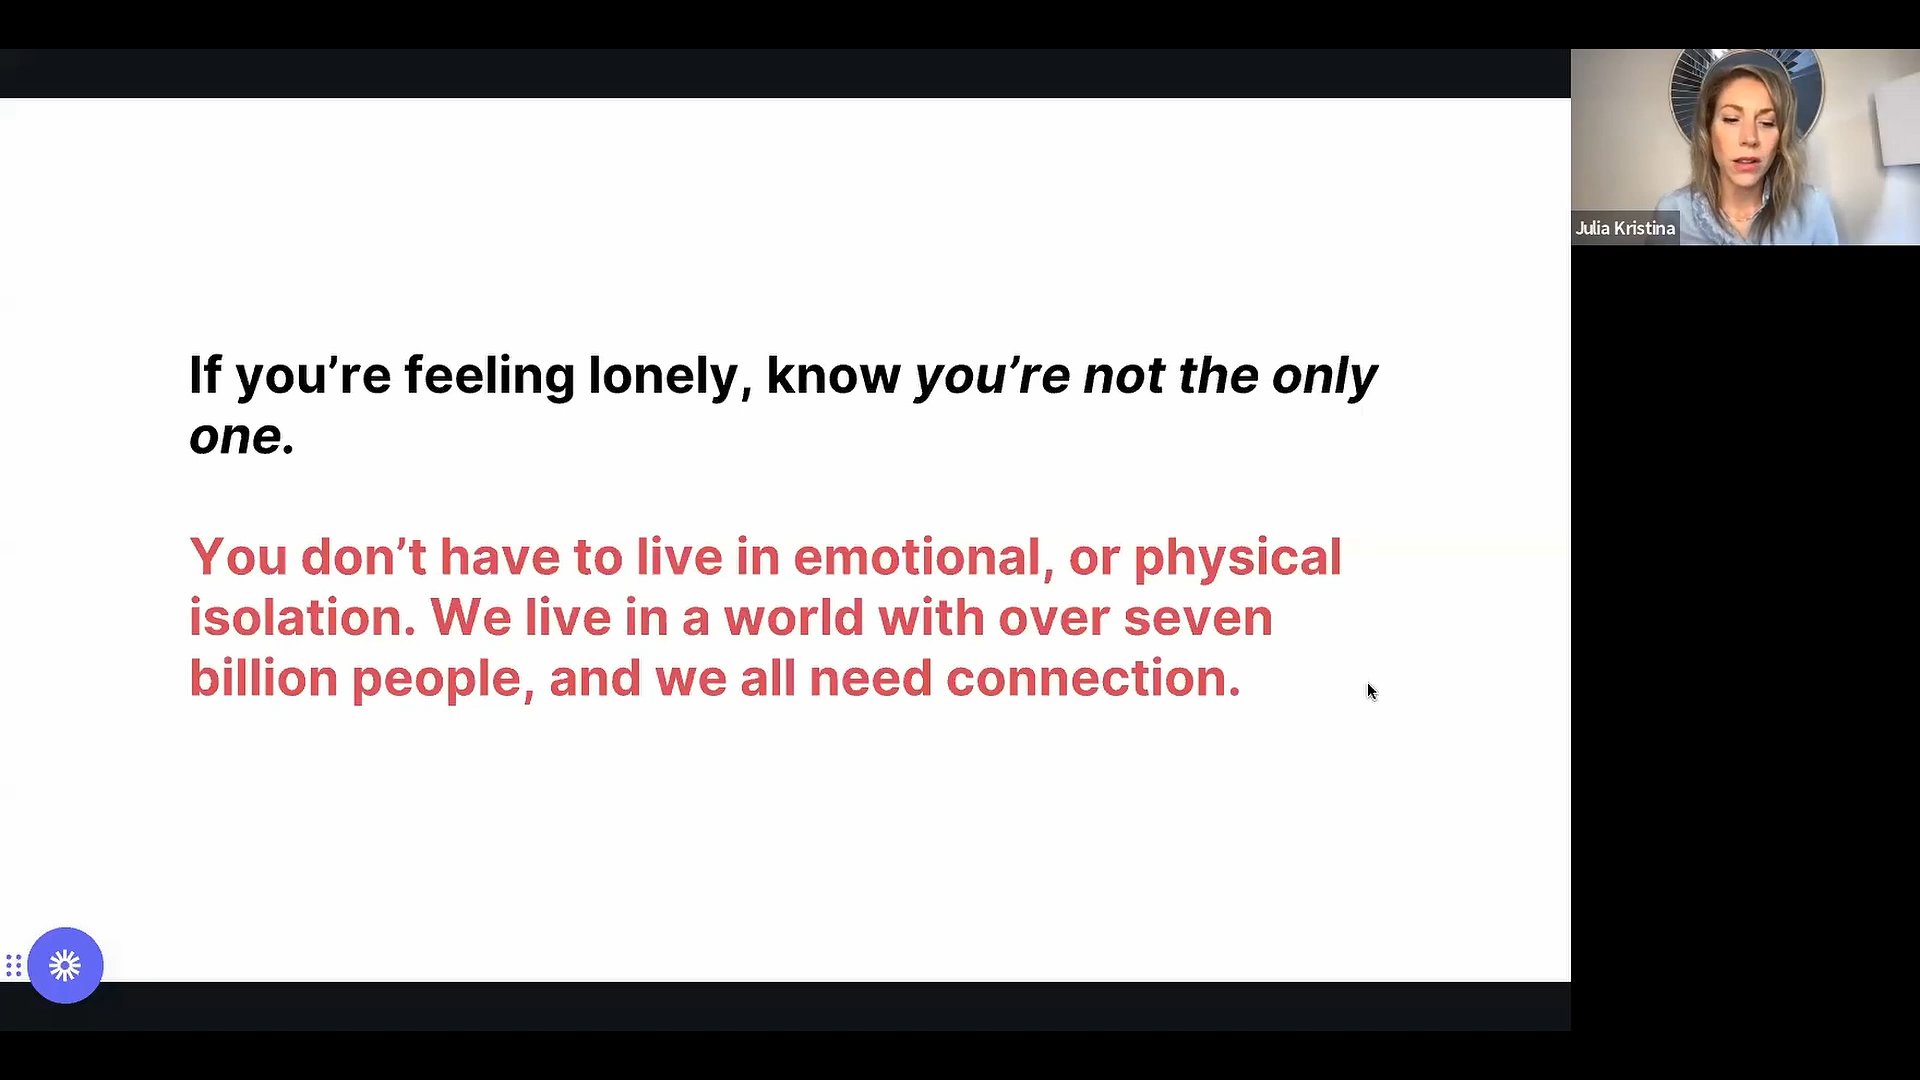 If you’re feeling lonely, know you’re not the only
one.
You don’t have to live in emotional, or physical
isolation. We live in a world with over seven
billion people, and we all need connection.
Julia Kristina